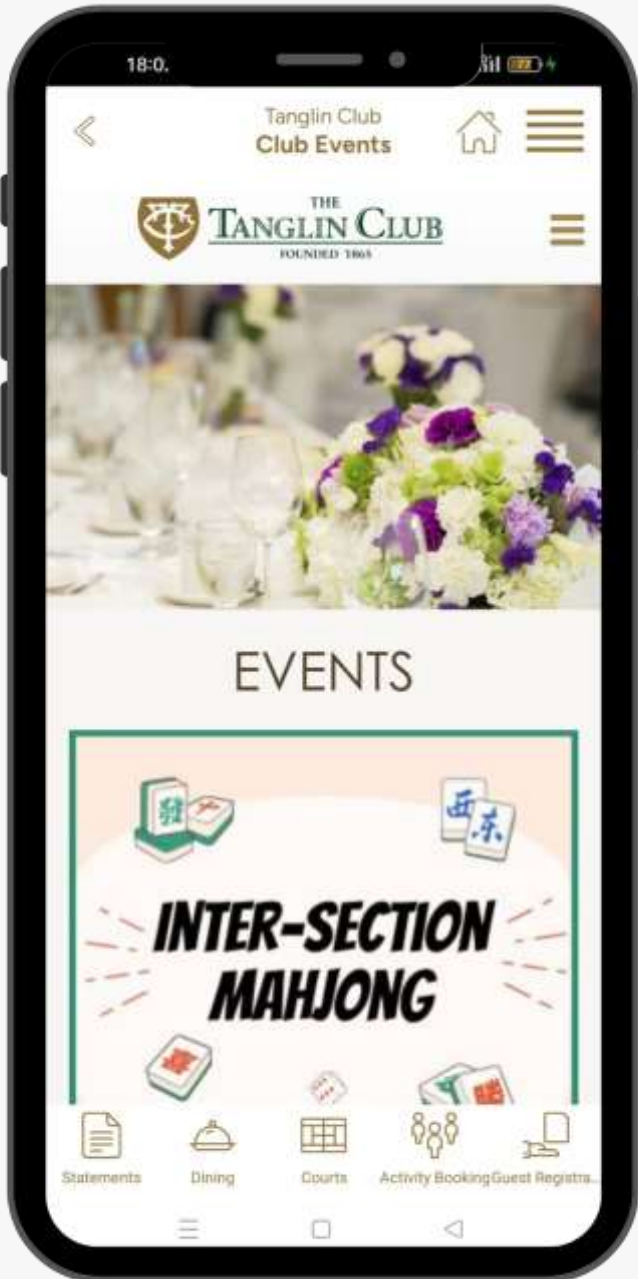 18:0.
77
Tanglin Club
Club Events
THE
TANGLIN CLUB
FOUNDED 1865
EVENTS
發
西
东
INTER-SECTION
MAHJONG
Statements
Dining
Courts
Activity Booking
Guest Registra...